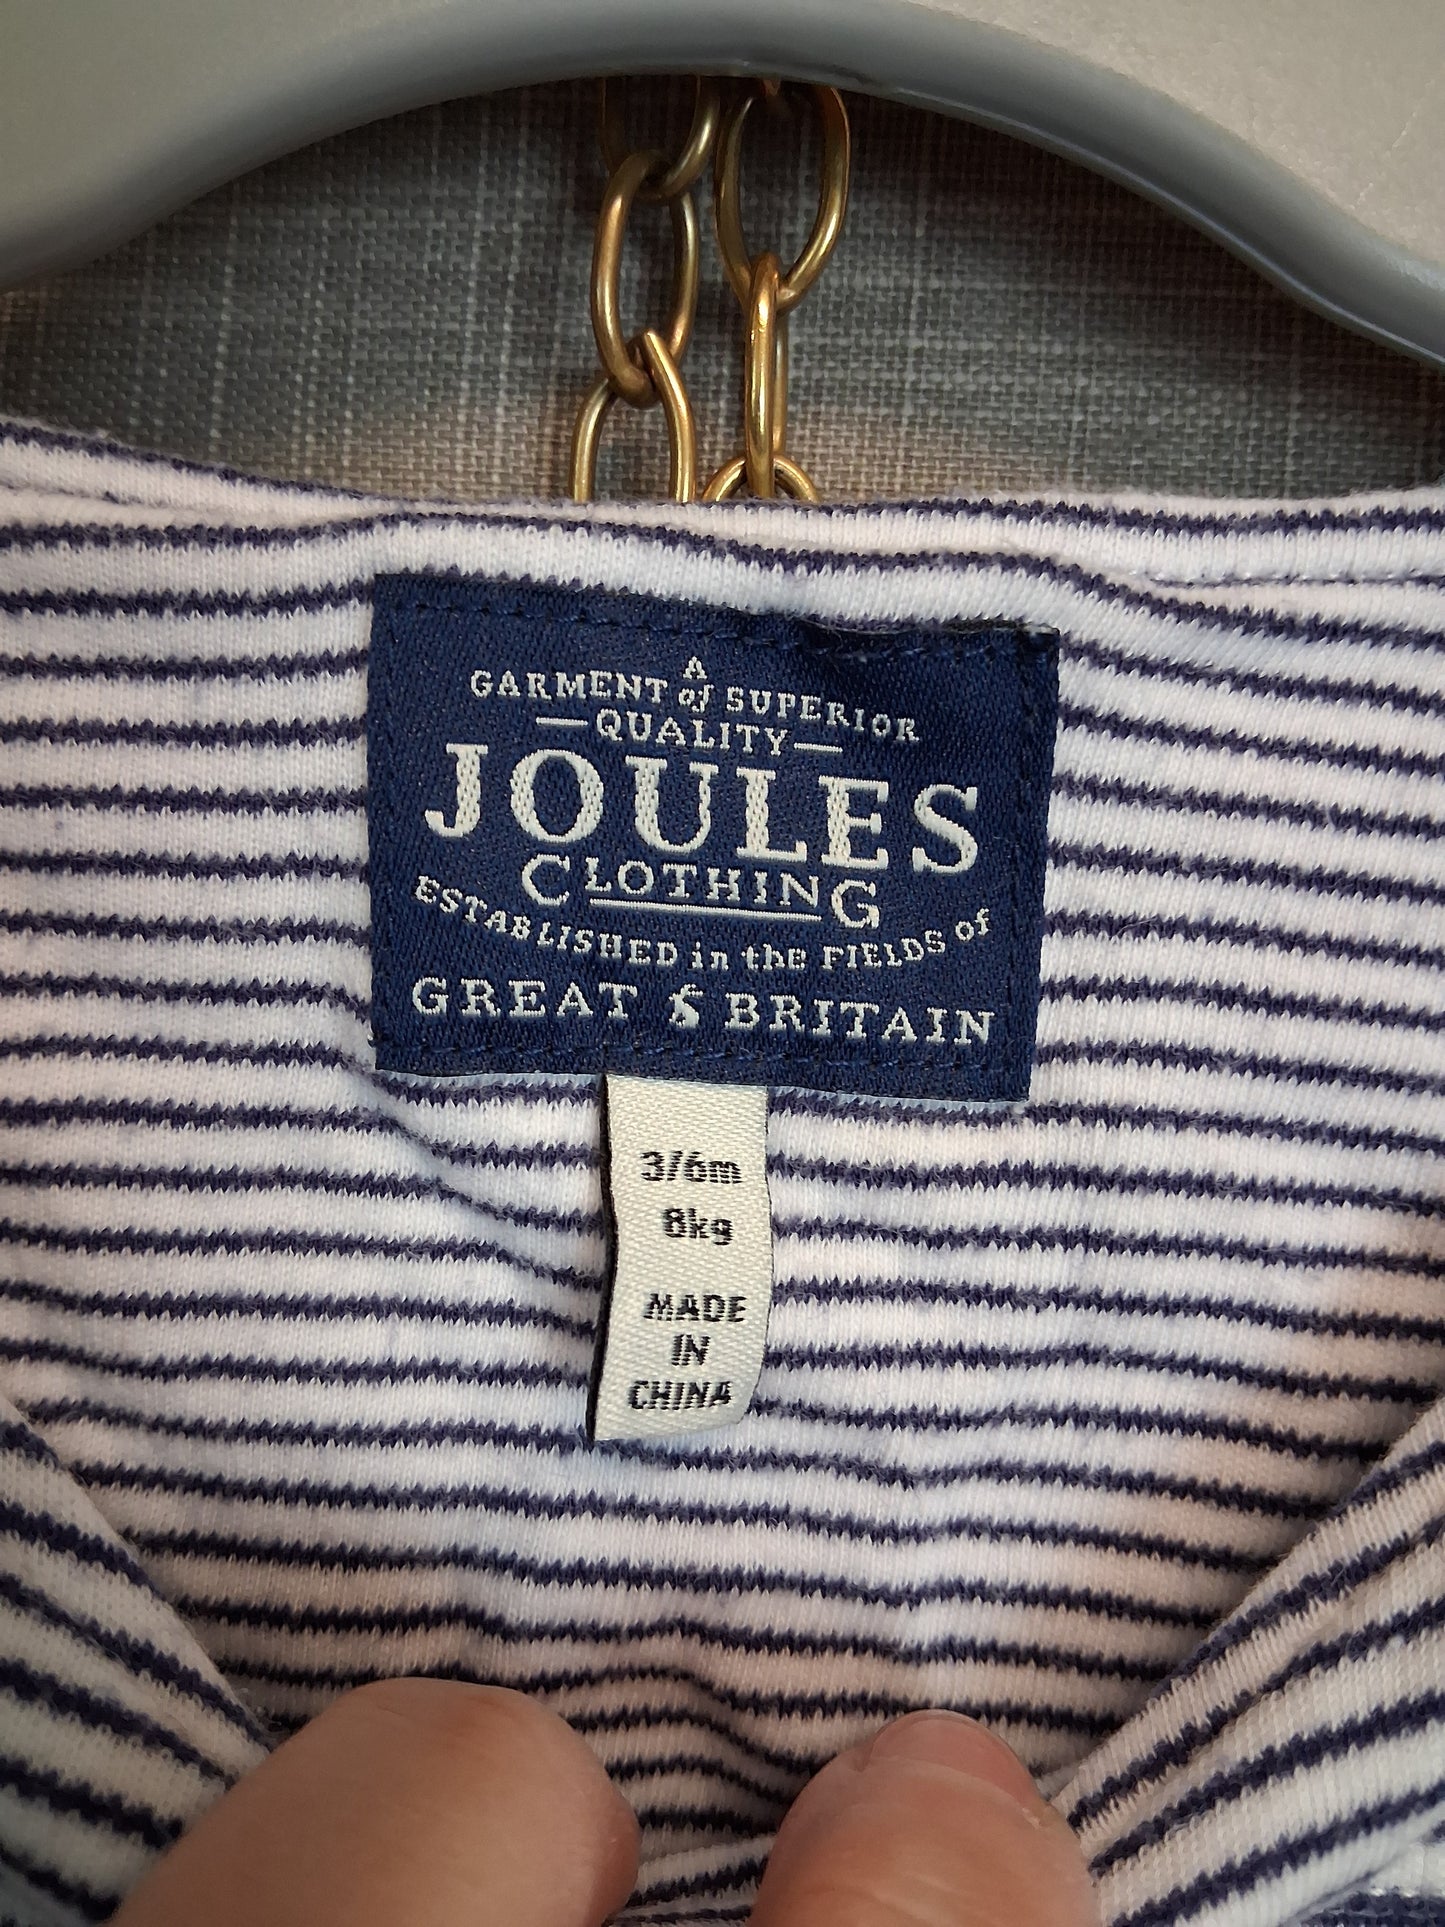 A
GARMENT of SUPERIOR
QUALITY
JOULES
CLOTHING
ESTABLISHED in the FIELDS of
GREAT BRITAIN
3/6m
8kg
MADE
IN
CHINA